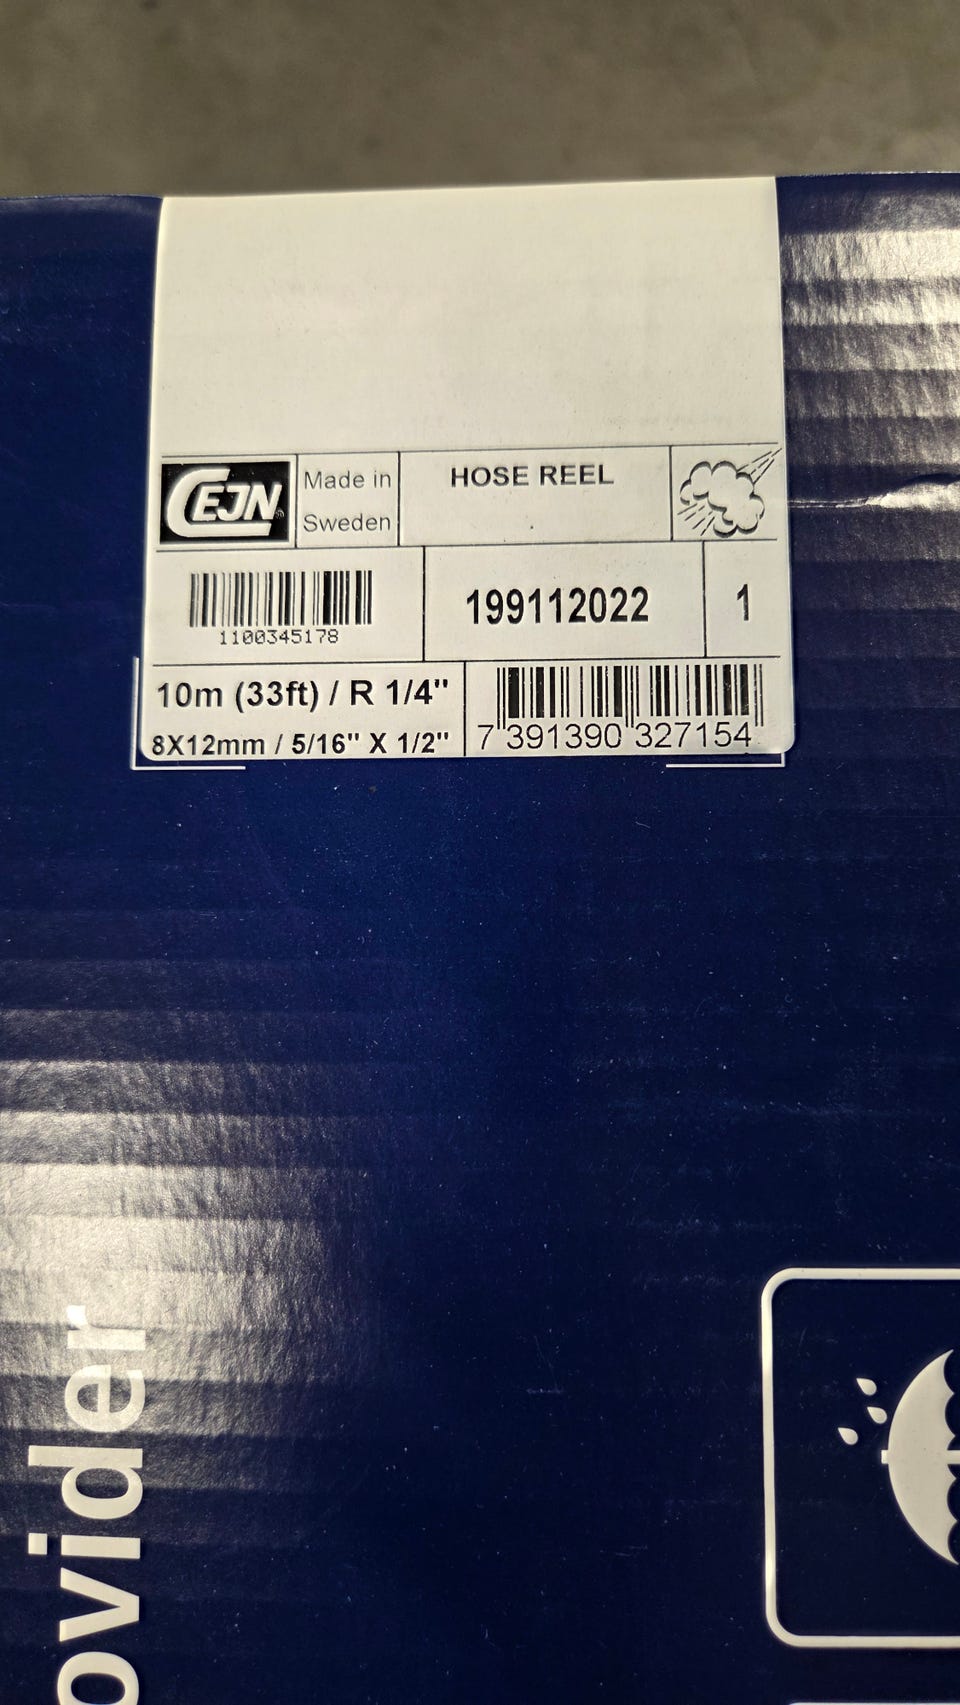 CEJN
Made in
Sweden
HOSE REEL
1100345178
199112022
1
10m (33ft) / R 1/4"
8X12mm / 5/16" X 1/2"
7 391390 327154
ovider